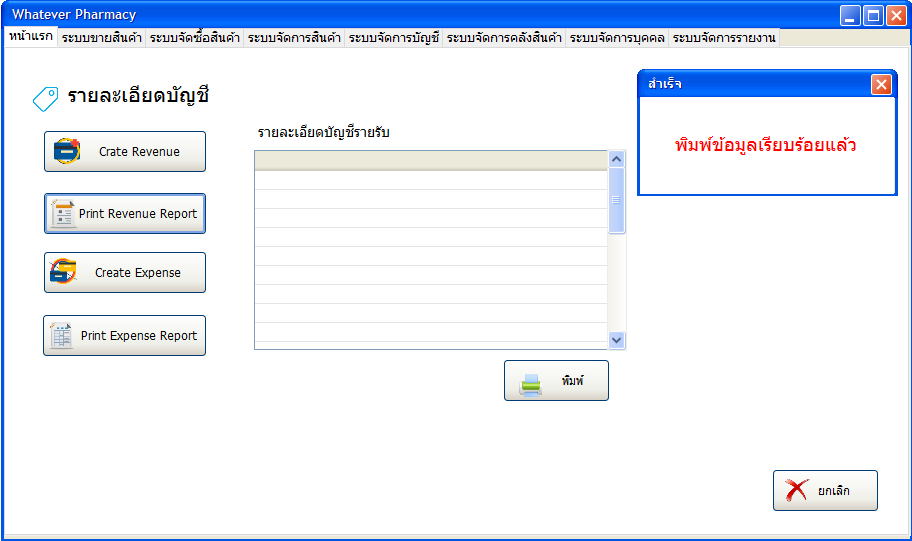 Whatever Pharmacy
หน้าแรก ระบบขายสินค้า ระบบจัดซื้อสินค้า ระบบจัดการสินค้า ระบบจัดการบัญชี ระบบจัดการคลังสินค้า ระบบจัดการบุคคล ระบบจัดการรายงาน
รายละเอียดบัญชี
Crate Revenue
Print Revenue Report
Create Expense
Print Expense Report
รายละเอียดบัญชีรายรับ
พิมพ์
สำเร็จ
พิมพ์ข้อมูลเรียบร้อยแล้ว
ยกเลิก